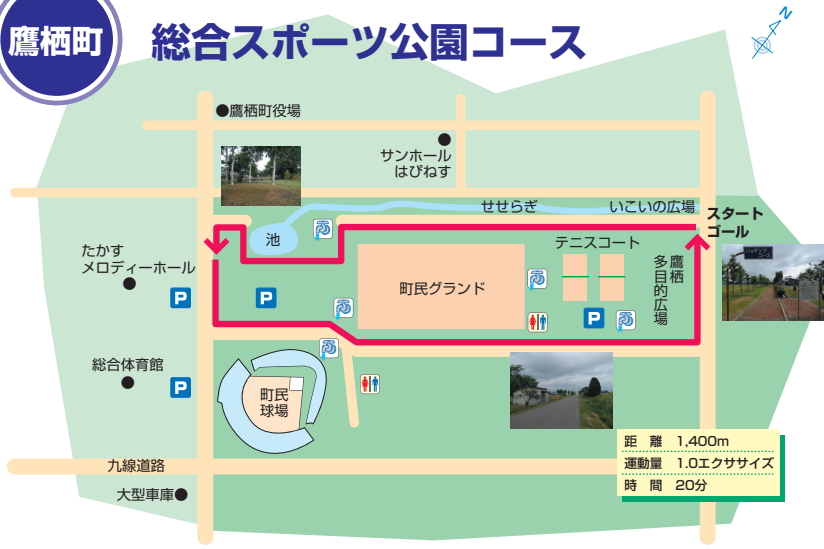 鷹栖町
総合スポーツ公園コース
N
鷹栖町役場
サンホール
はぴねす
せせらぎ
いこいの広場
スタート
ゴール
池
テニスコート
たかす
メロディーホール
町民グランド
鷹栖
多目的広場
P
P
P
総合体育館
P
町民
球場
距離 1,400m
運動量 1.0エクササイズ
時間 20分
九線道路
大型車庫